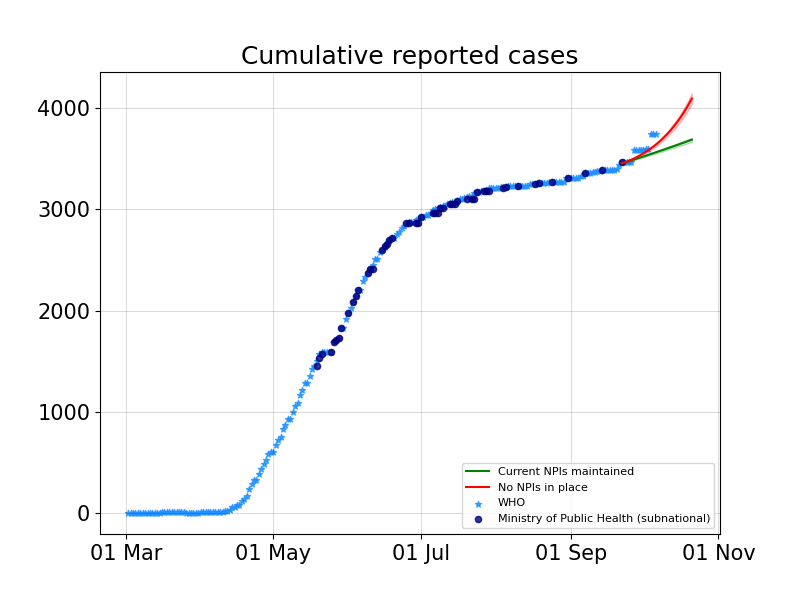 Cumulative reported cases
4000
3000
2000
1000
0
01 Mar 01 May 01 Jul 01 Sep 01 Nov
Current NPIs maintained
No NPIs in place
WHO
Ministry of Public Health (subnational)